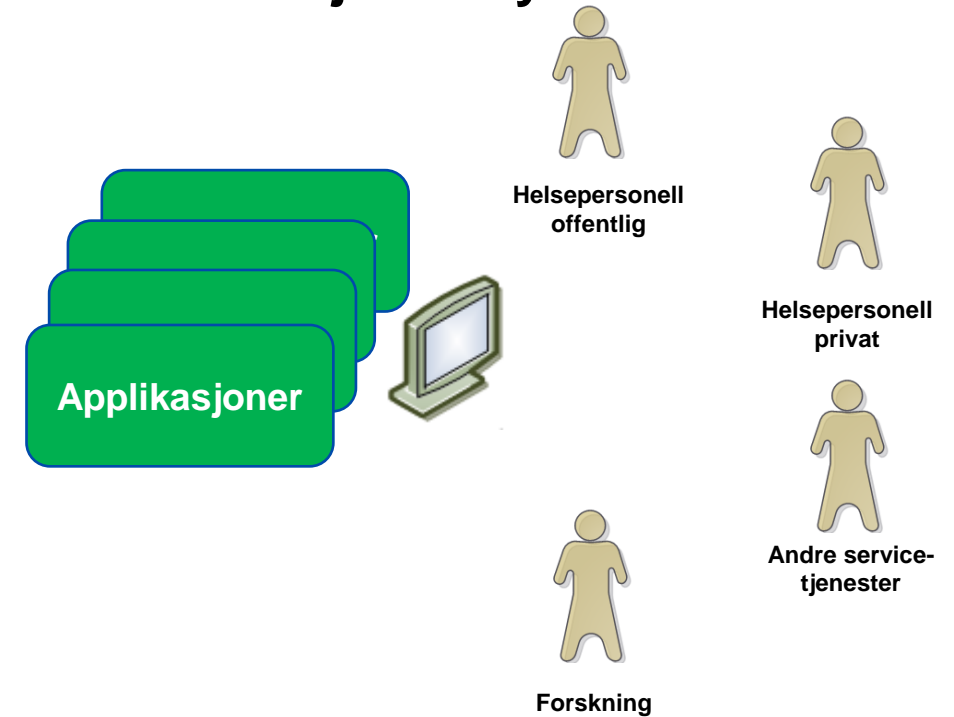 Helsepersonell
offentlig
Helsepersonell
privat
Applikasjoner
Andre service-
tjenester
Forskning